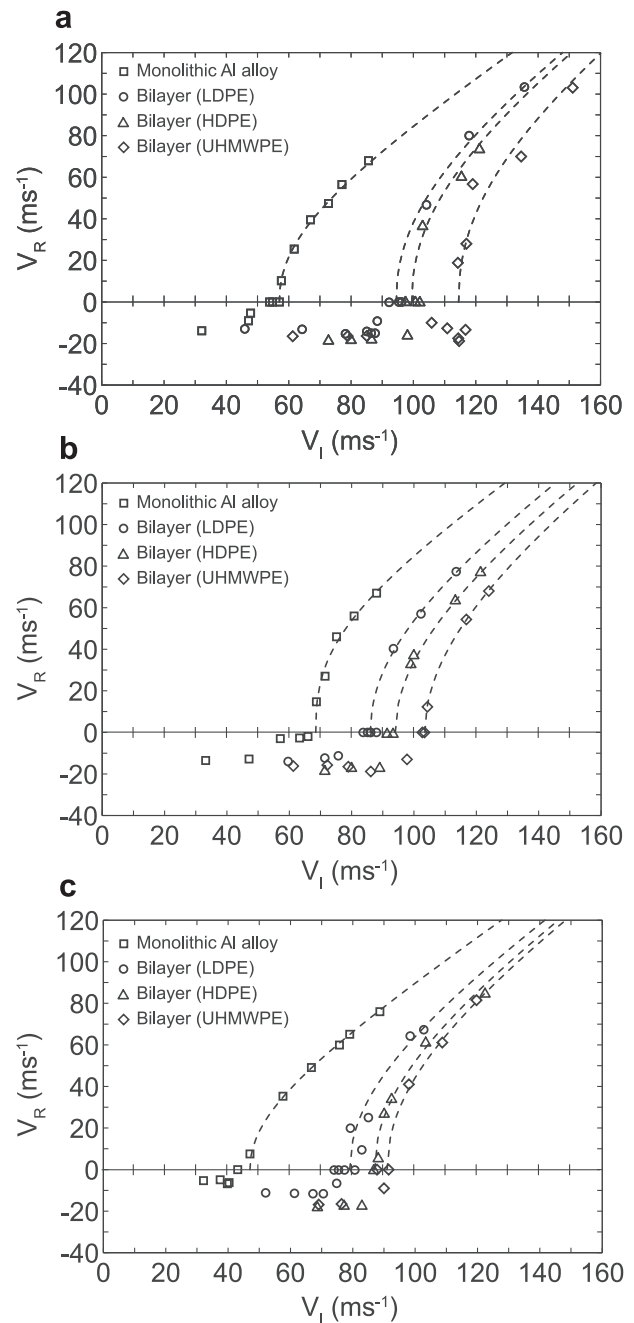 a
120
100
80
60
40
20
0
-20
-40
V_R (ms⁻¹)
Monolithic Al alloy
Bilayer (LDPE)
Bilayer (HDPE)
Bilayer (UHMWPE)
0 20 40 60 80 100 120 140 160
V_I (ms⁻¹)
b
120
100
80
60
40
20
0
-20
-40
V_R (ms⁻¹)
Monolithic Al alloy
Bilayer (LDPE)
Bilayer (HDPE)
Bilayer (UHMWPE)
0 20 40 60 80 100 120 140 160
V_I (ms⁻¹)
c
120
100
80
60
40
20
0
-20
-40
V_R (ms⁻¹)
Monolithic Al alloy
Bilayer (LDPE)
Bilayer (HDPE)
Bilayer (UHMWPE)
0 20 40 60 80 100 120 140 160
V_I (ms⁻¹)